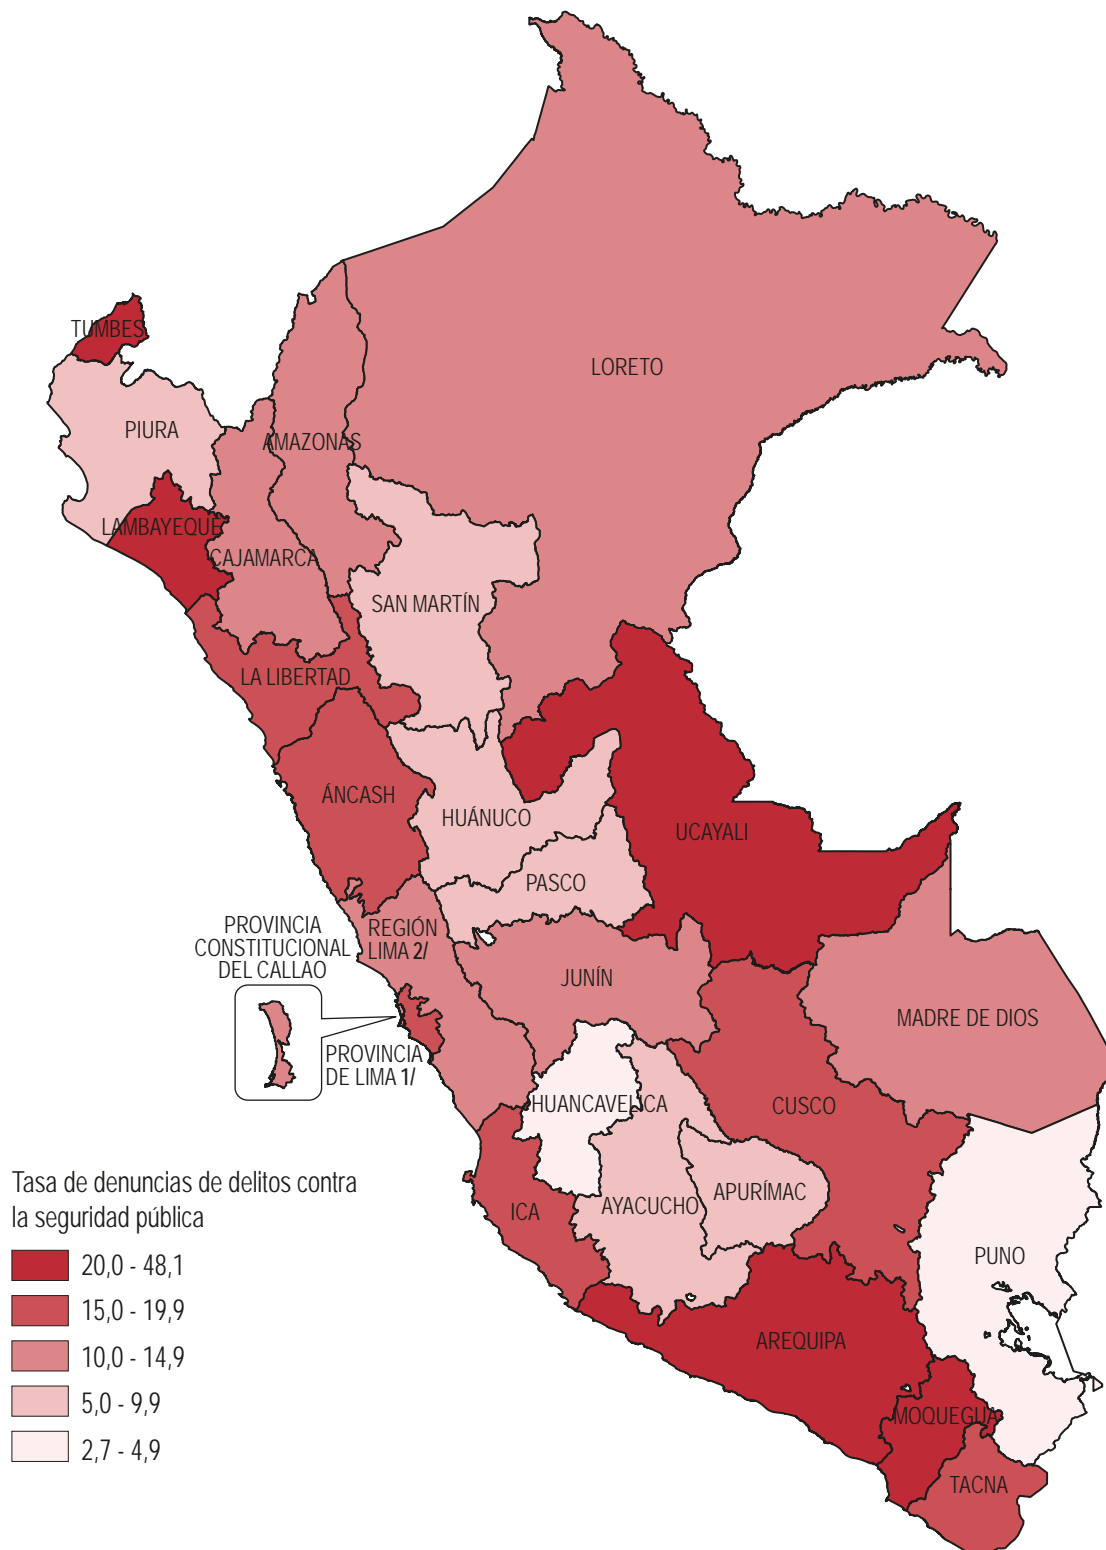 TUMBES
LORETO
PIURA
AMAZONAS
LAMBAYEQUE
CAJAMARCA
SAN MARTÍN
LA LIBERTAD
ÁNCASH
HUÁNUCO
UCAYALI
PASCO
PROVINCIA
CONSTITUCIONAL
DEL CALLAO
REGIÓN
LIMA 2/
JUNÍN
MADRE DE DIOS
PROVINCIA
DE LIMA 1/
HUANCAVELICA
CUSCO
Tasa de denuncias de delitos contra
la seguridad pública
APURÍMAC
AYACUCHO
ICA
PUNO
20,0 - 48,1
15,0 - 19,9
10,0 - 14,9
5,0 - 9,9
2,7 - 4,9
AREQUIPA
MOQUEGUA
TACNA